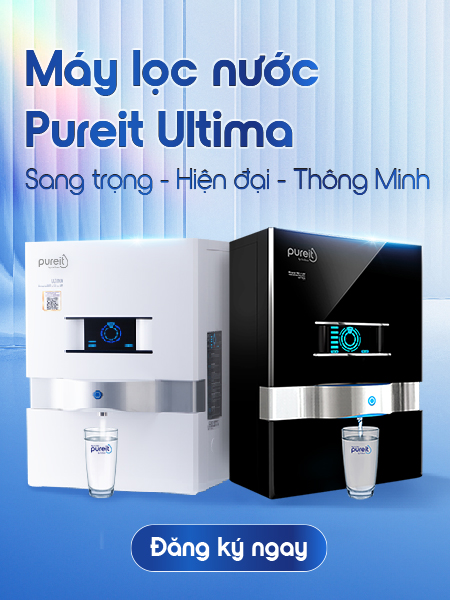 Máy lọc nước
Pureit Ultima
Sang trọng - Hiện đại - Thông Minh
pureit
pureit
pureit
pureit
Đăng ký ngay